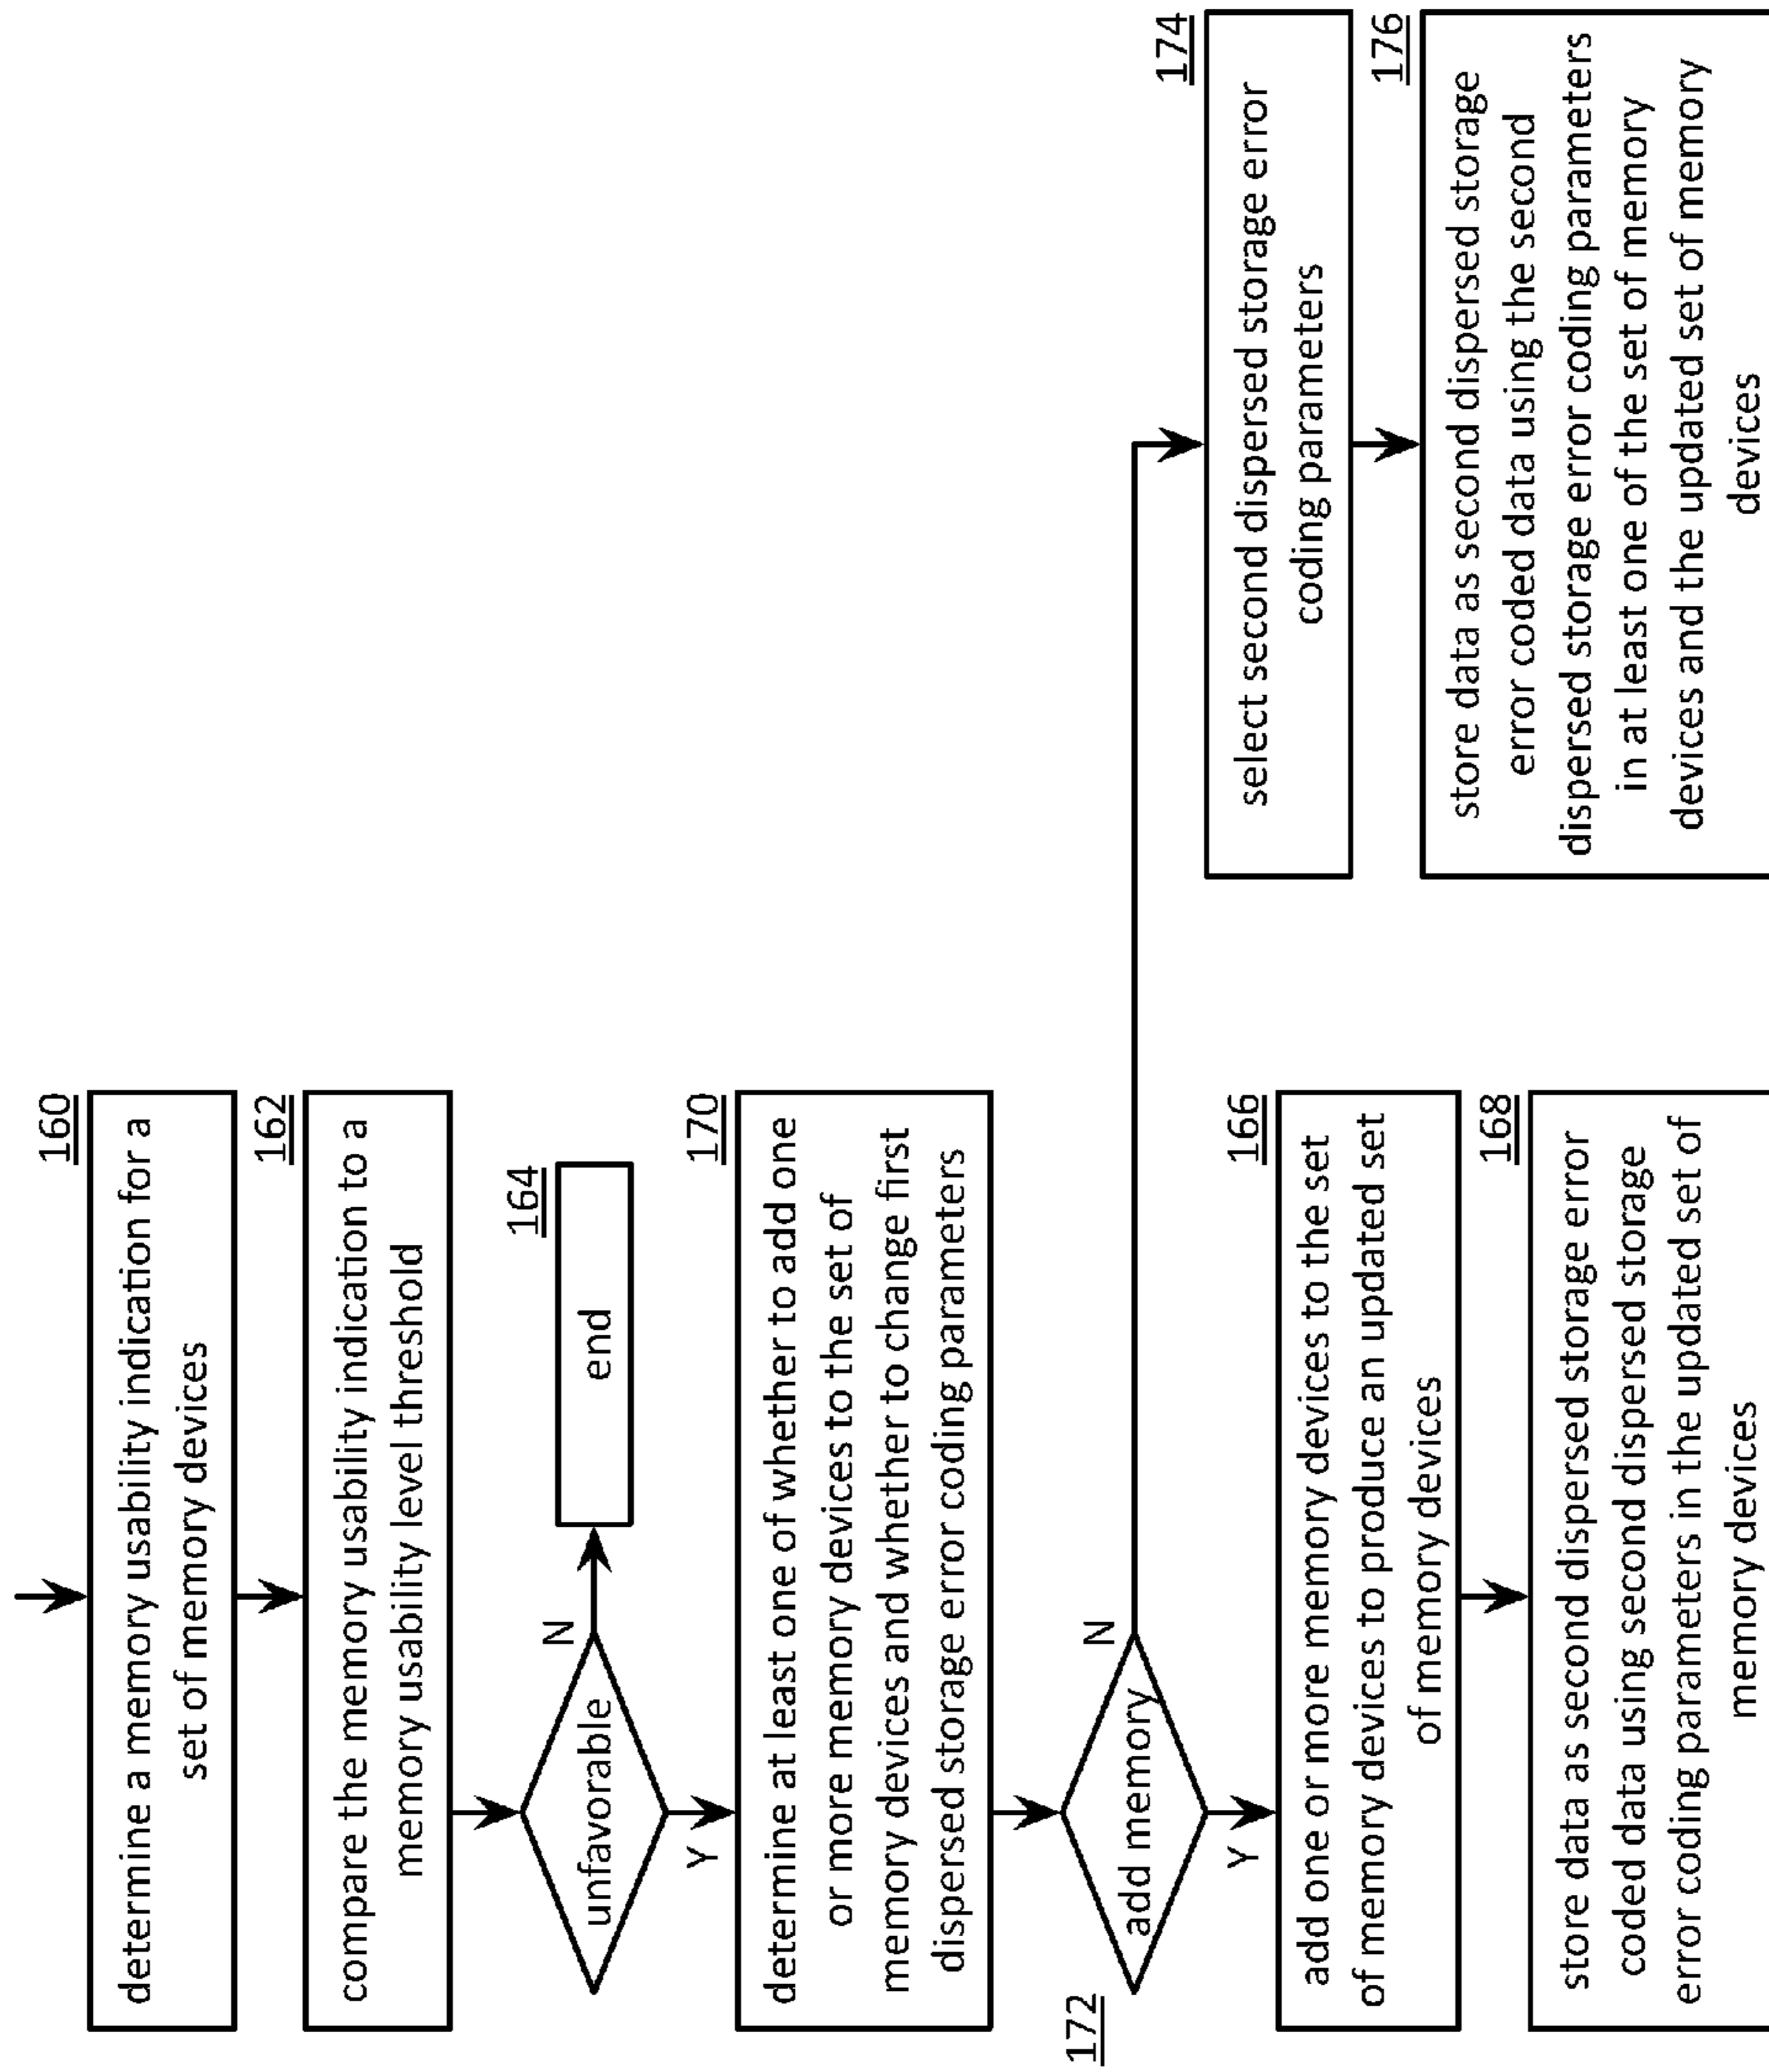 160
determine a memory usability indication for a
set of memory devices
162
compare the memory usability indication to a
memory usability level threshold
unfavorable
N
164
end
Y
170
determine at least one of whether to add one
or more memory devices to the set of
memory devices and whether to change first
dispersed storage error coding parameters
172
add memory
N
Y
166
add one or more memory devices to the set
of memory devices to produce an updated set
of memory devices
168
store data as second dispersed storage error
coded data using second dispersed storage
error coding parameters in the updated set of
memory devices
174
select second dispersed storage error
coding parameters
176
store data as second dispersed storage
error coded data using the second
dispersed storage error coding parameters
in at least one of the set of memory
devices and the updated set of memory
devices